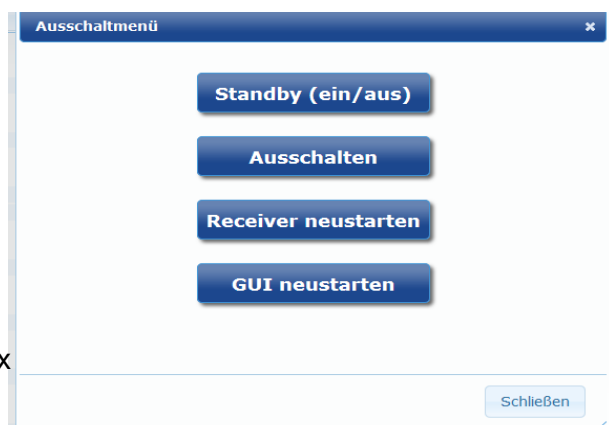 Ausschaltmenü
Standby (ein/aus)
Ausschalten
Receiver neustarten
GUI neustarten
x
Schließen